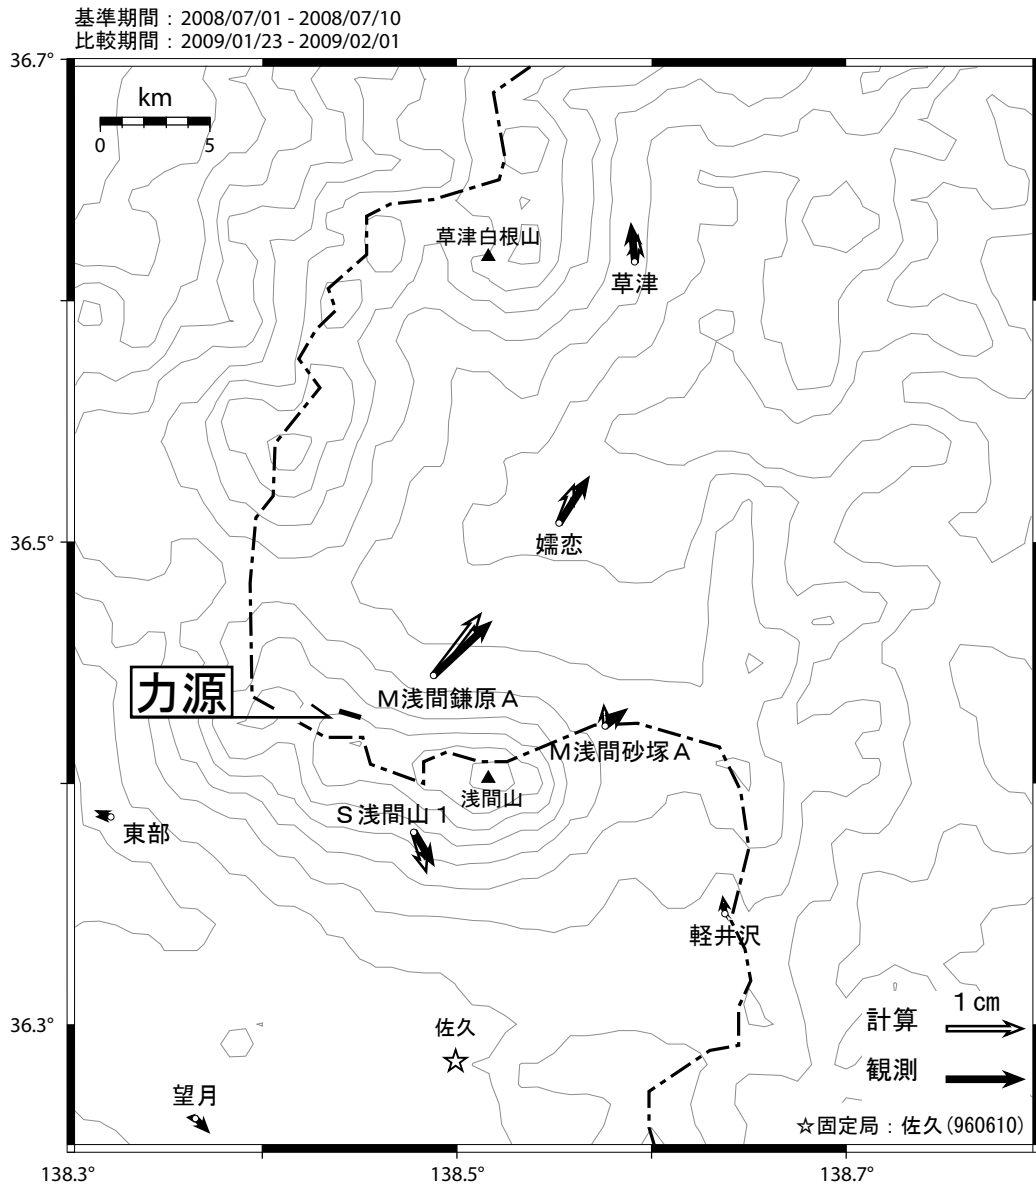 基準期間：2008/07/01 - 2008/07/10
比較期間：2009/01/23 - 2009/02/01
36.7°
km
0 5
草津白根山
草津
36.5°
嬬恋
力源
M浅間鎌原A
M浅間砂塚A
浅間山
S浅間山1
東部
軽井沢
36.3°
佐久
計算 1cm
観測
望月
☆固定局：佐久(960610)
138.3° 138.5° 138.7°